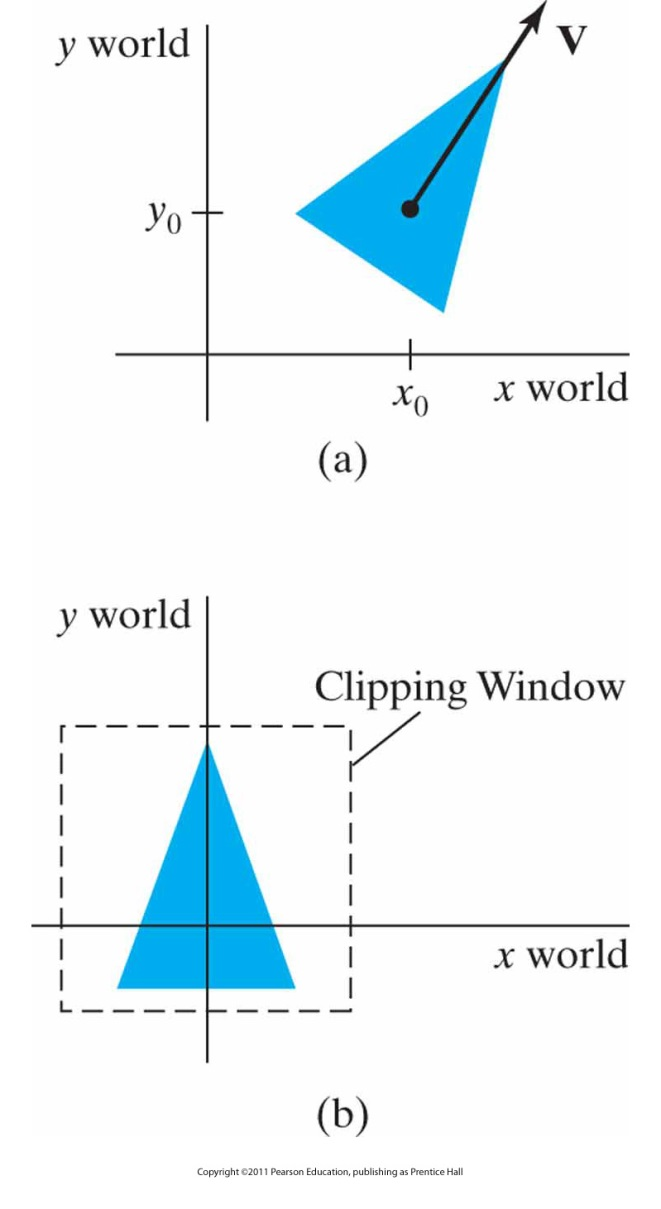 y world
V
y₀
x₀
x world
(a)
y world
Clipping Window
x world
(b)
Copyright ©2011 Pearson Education, publishing as Prentice Hall